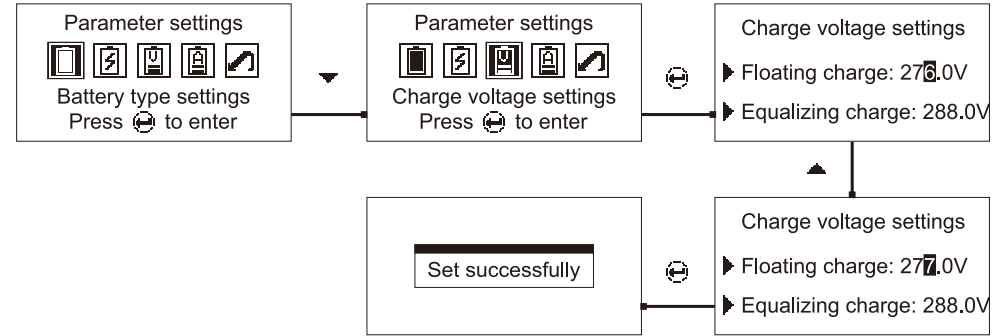 Parameter settings
Battery type settings
Press to enter
Parameter settings
Charge voltage settings
Press to enter
Charge voltage settings
Floating charge: 276.0V
Equalizing charge: 288.0V
Set successfully
Charge voltage settings
Floating charge: 277.0V
Equalizing charge: 288.0V